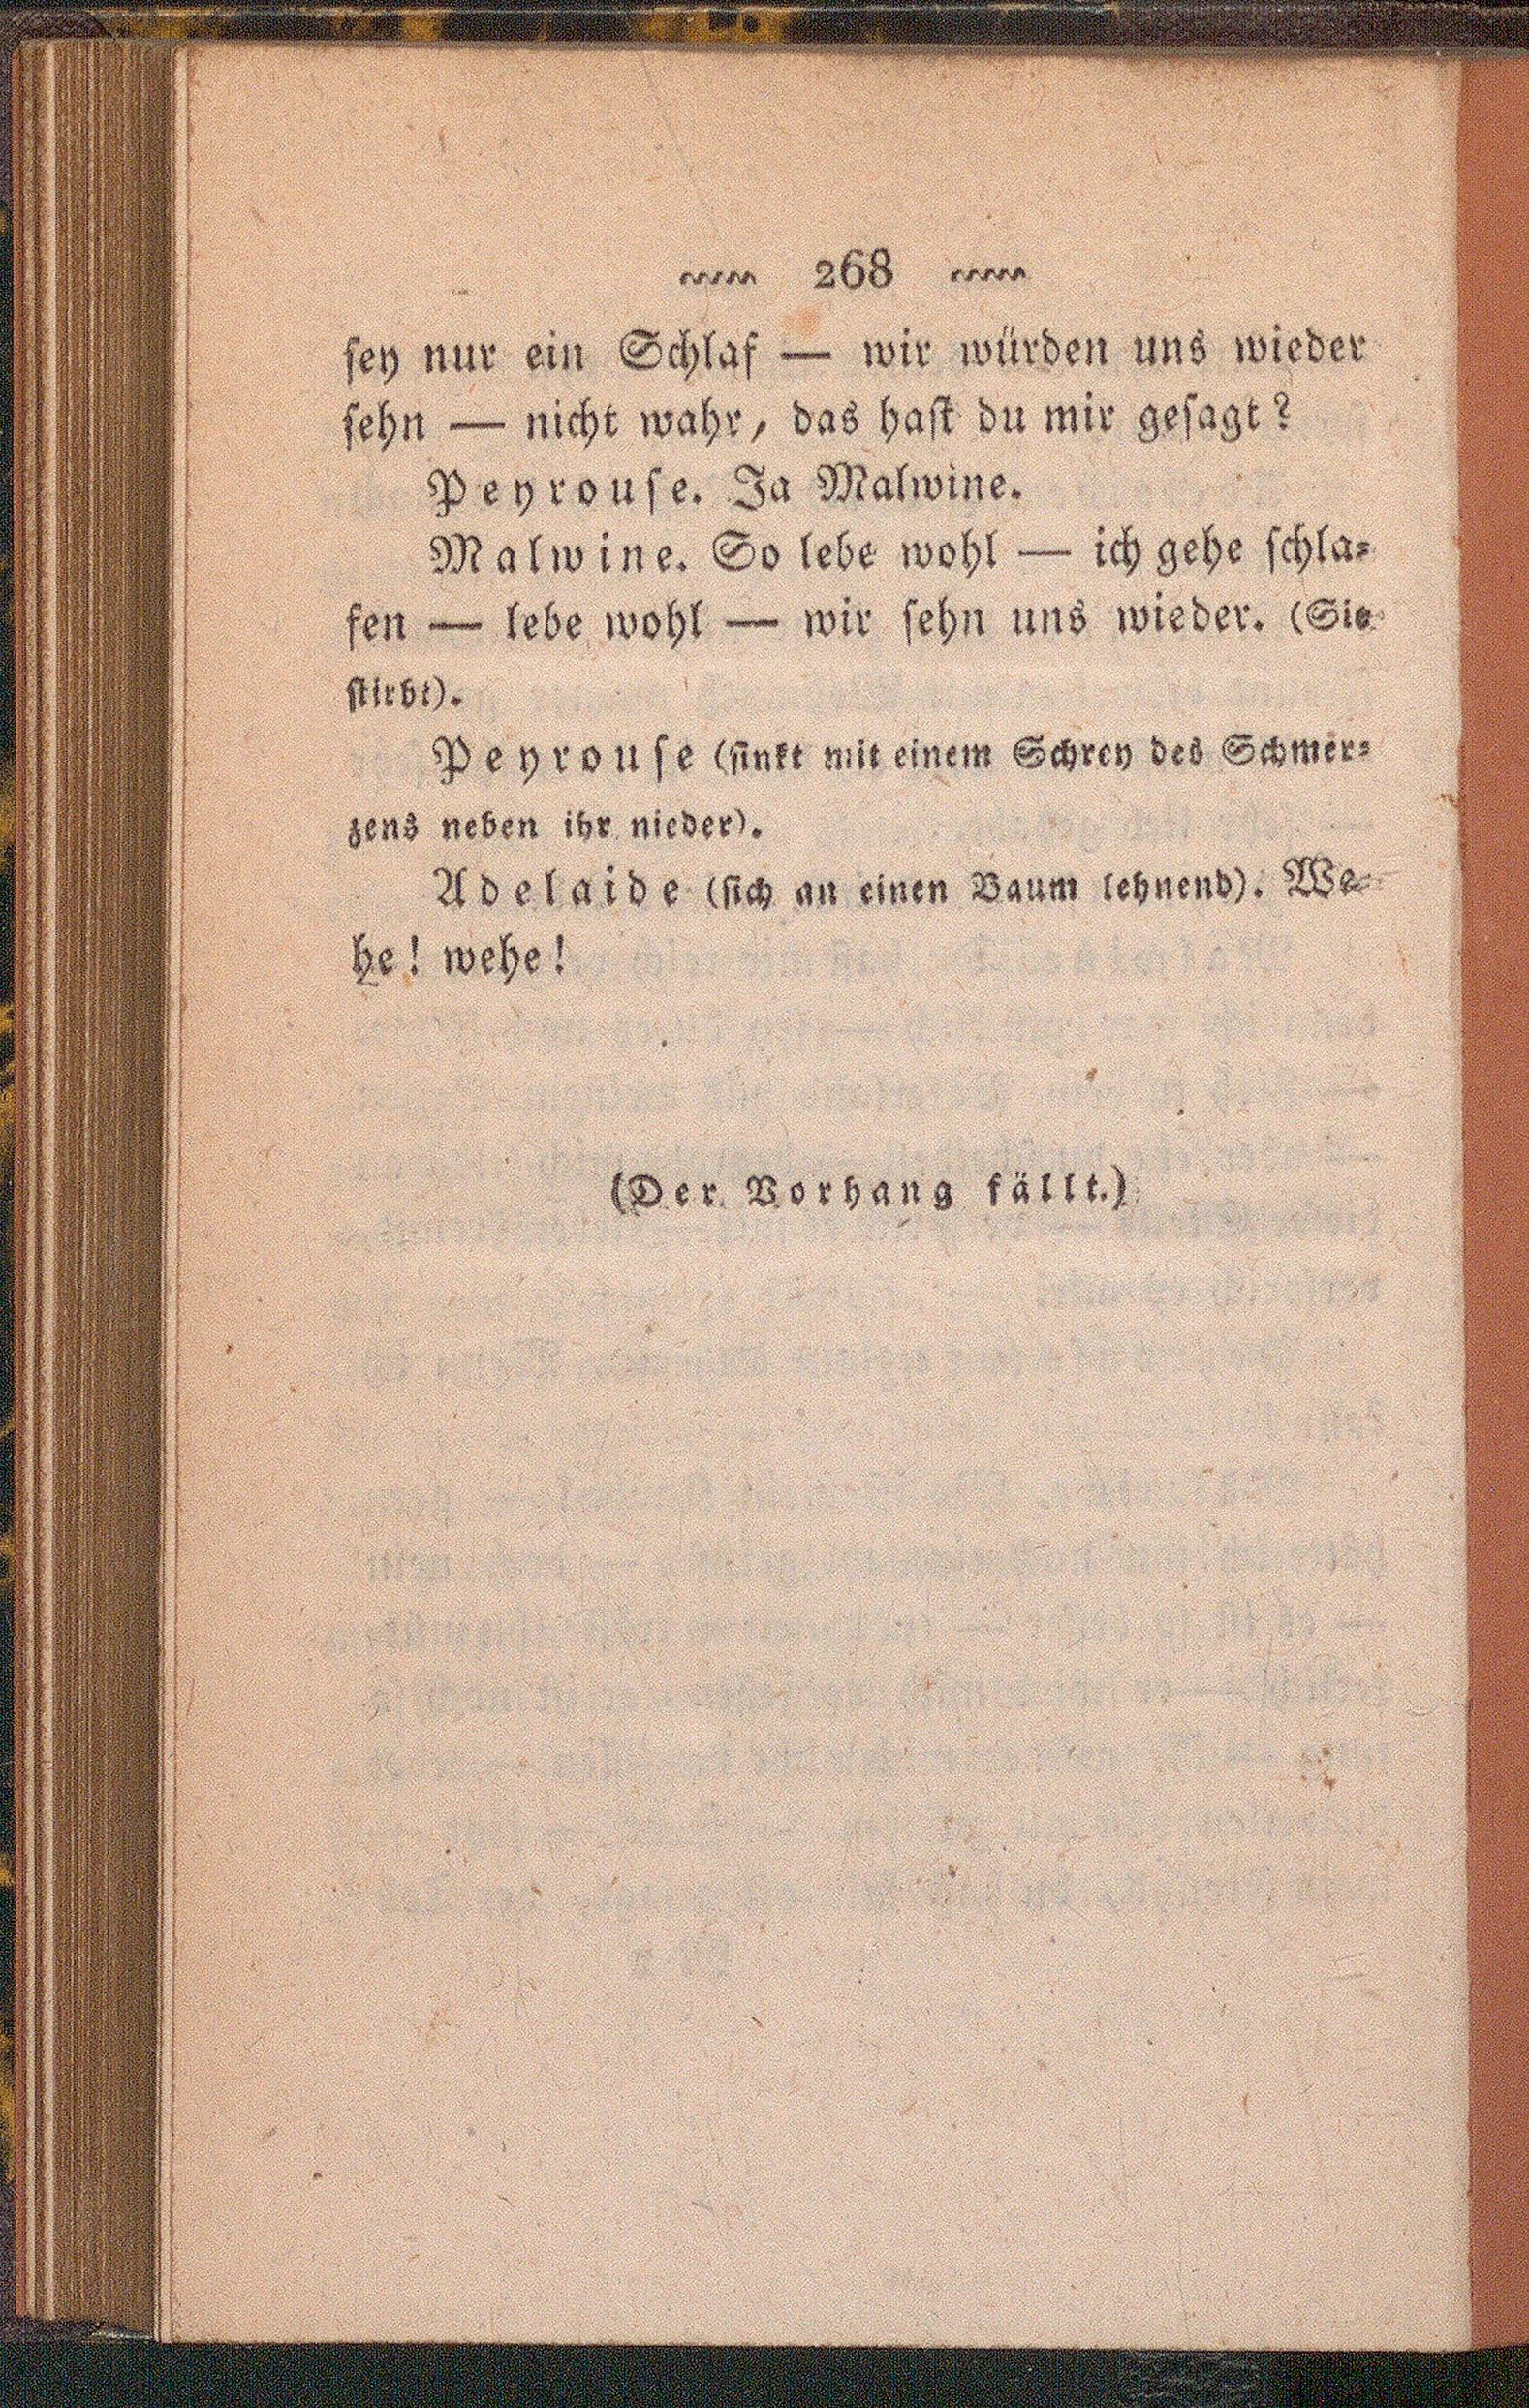 268
ſey nur ein Schlaf — wir würden uns wieder
ſehn — nicht wahr, das haſt du mir geſagt?
Peyrouſe. Ja Malwine.
Malwine. So lebe wohl — ich gehe ſchla⸗
fen — lebe wohl — wir ſehn uns wieder. (Sie
ſtirbt).
Peyrouſe (ſinkt mit einem Schrey des Schmer⸗
zens neben ihr nieder).
Adelaide (ſich an einen Baum lehnend). We⸗
he! wehe!
(Der Vorhang fällt.)